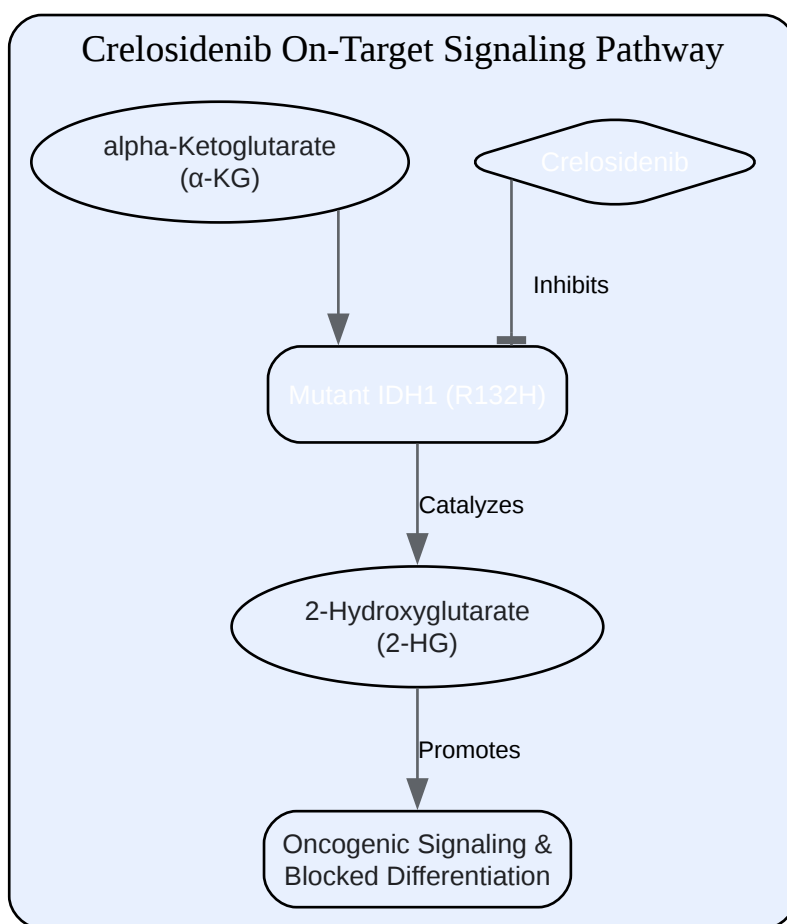 Crelosidenib On-Target Signaling Pathway
alpha-Ketoglutarate
(α-KG)
Crelosidenib
Inhibits
Mutant IDH1 (R132H)
Catalyzes
2-Hydroxyglutarate
(2-HG)
Promotes
Oncogenic Signaling &
Blocked Differentiation